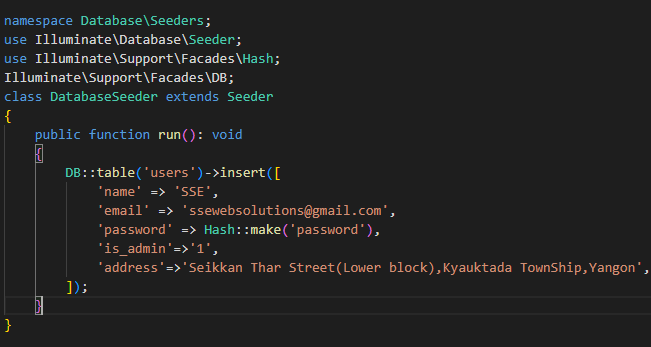 namespace Database\Seeders;
use Illuminate\Database\Seeder;
use Illuminate\Support\Facades\Hash;
Illuminate\Support\Facades\DB;
class DatabaseSeeder extends Seeder
{
    public function run(): void
    {
        DB::table('users')->insert([
            'name' => 'SSE',
            'email' => 'ssewebsolutions@gmail.com',
            'password' => Hash::make('password'),
            'is_admin'=>'1',
            'address'=>'Seikkan Thar Street(Lower block),Kyauktada TownShip,Yangon',
        ]);
    }
}